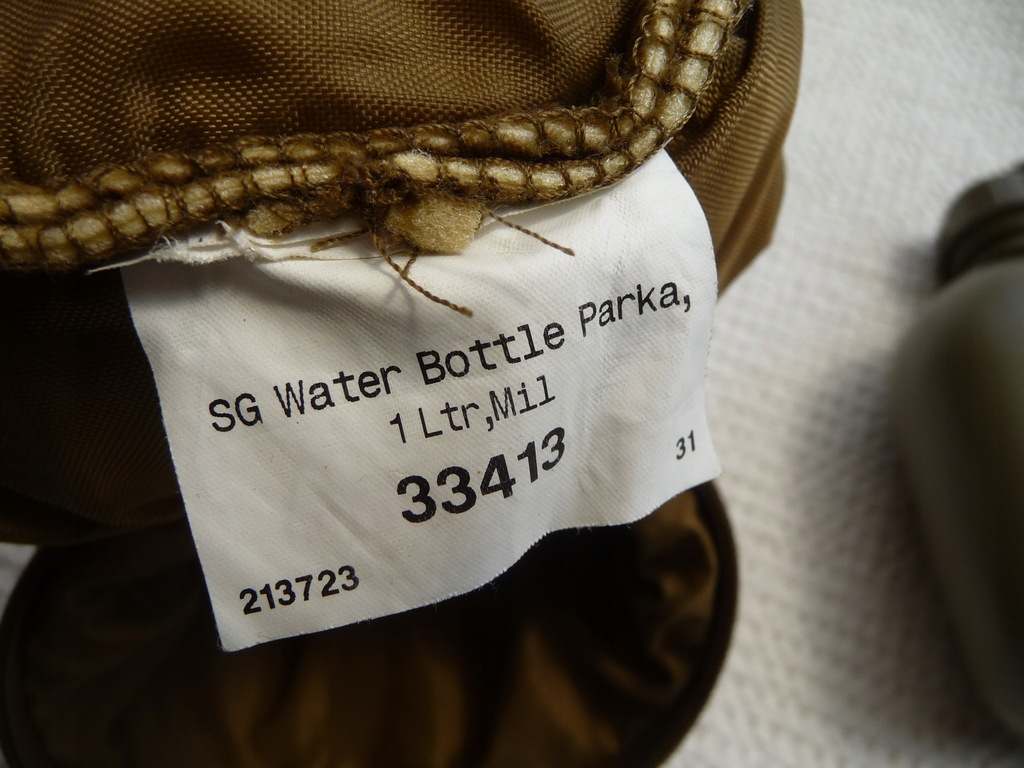 SG Water Bottle Parka,
1 Ltr,Mil
33413
31
213723